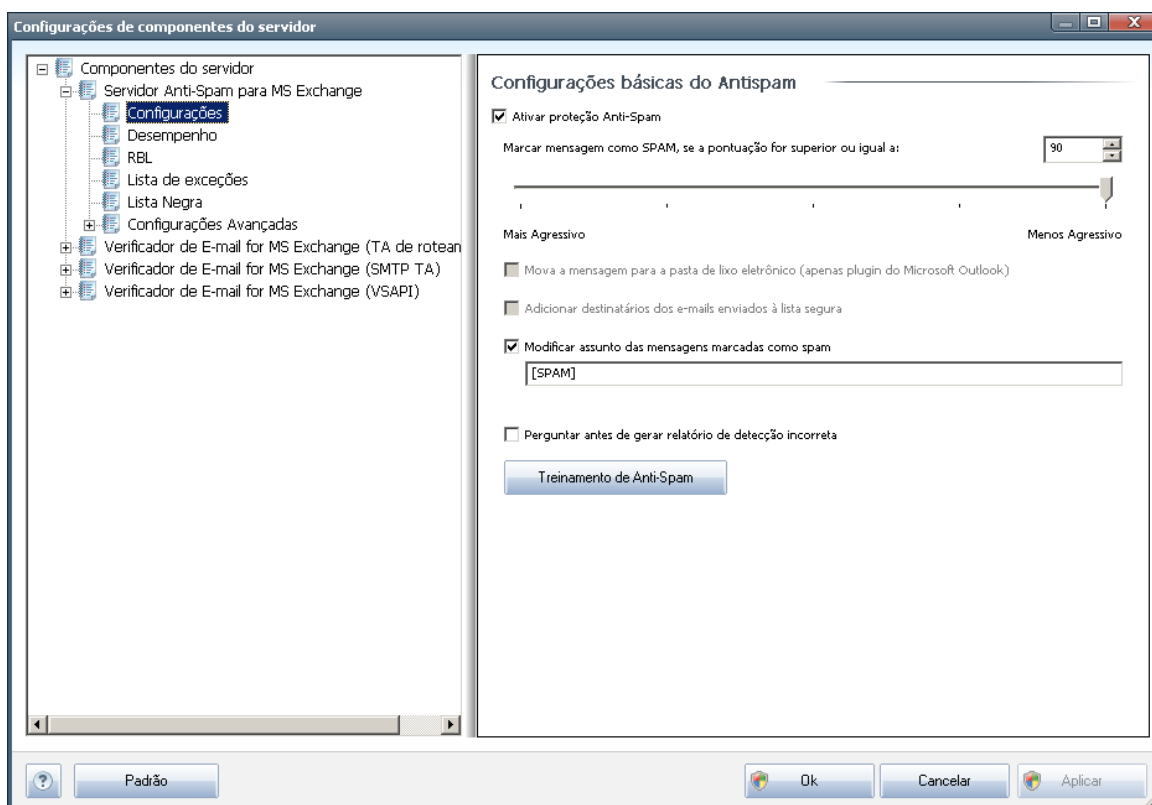 Configurações de componentes do servidor
Componentes do servidor
Servidor Anti-Spam para MS Exchange
Configurações
Desempenho
RBL
Lista de exceções
Lista Negra
Configurações Avançadas
Verificador de E-mail for MS Exchange (TA de rotean
Verificador de E-mail for MS Exchange (SMTP TA)
Verificador de E-mail for MS Exchange (VSAPI)
Configurações básicas do Antispam
Ativar proteção Anti-Spam
Marcar mensagem como SPAM, se a pontuação for superior ou igual a:
90
Mais Agressivo
Menos Agressivo
Mova a mensagem para a pasta de lixo eletrônico (apenas plugin do Microsoft Outlook)
Adicionar destinatários dos e-mails enviados à lista segura
Modificar assunto das mensagens marcadas como spam
[SPAM]
Perguntar antes de gerar relatório de detecção incorreta
Treinamento de Anti-Spam
?
Padrão
Ok
Cancelar
Aplicar